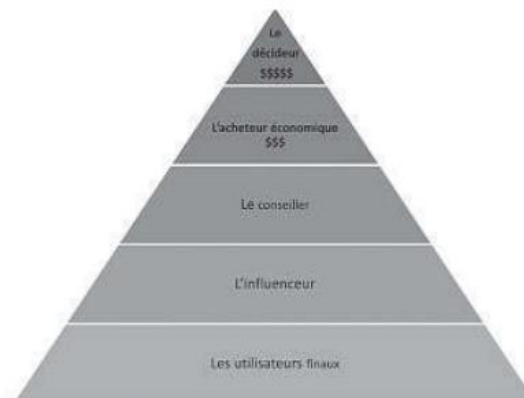 Le
décideur
$$$$$
L'acheteur économique
$$$
Le conseiller
L'influenceur
Les utilisateurs finaux